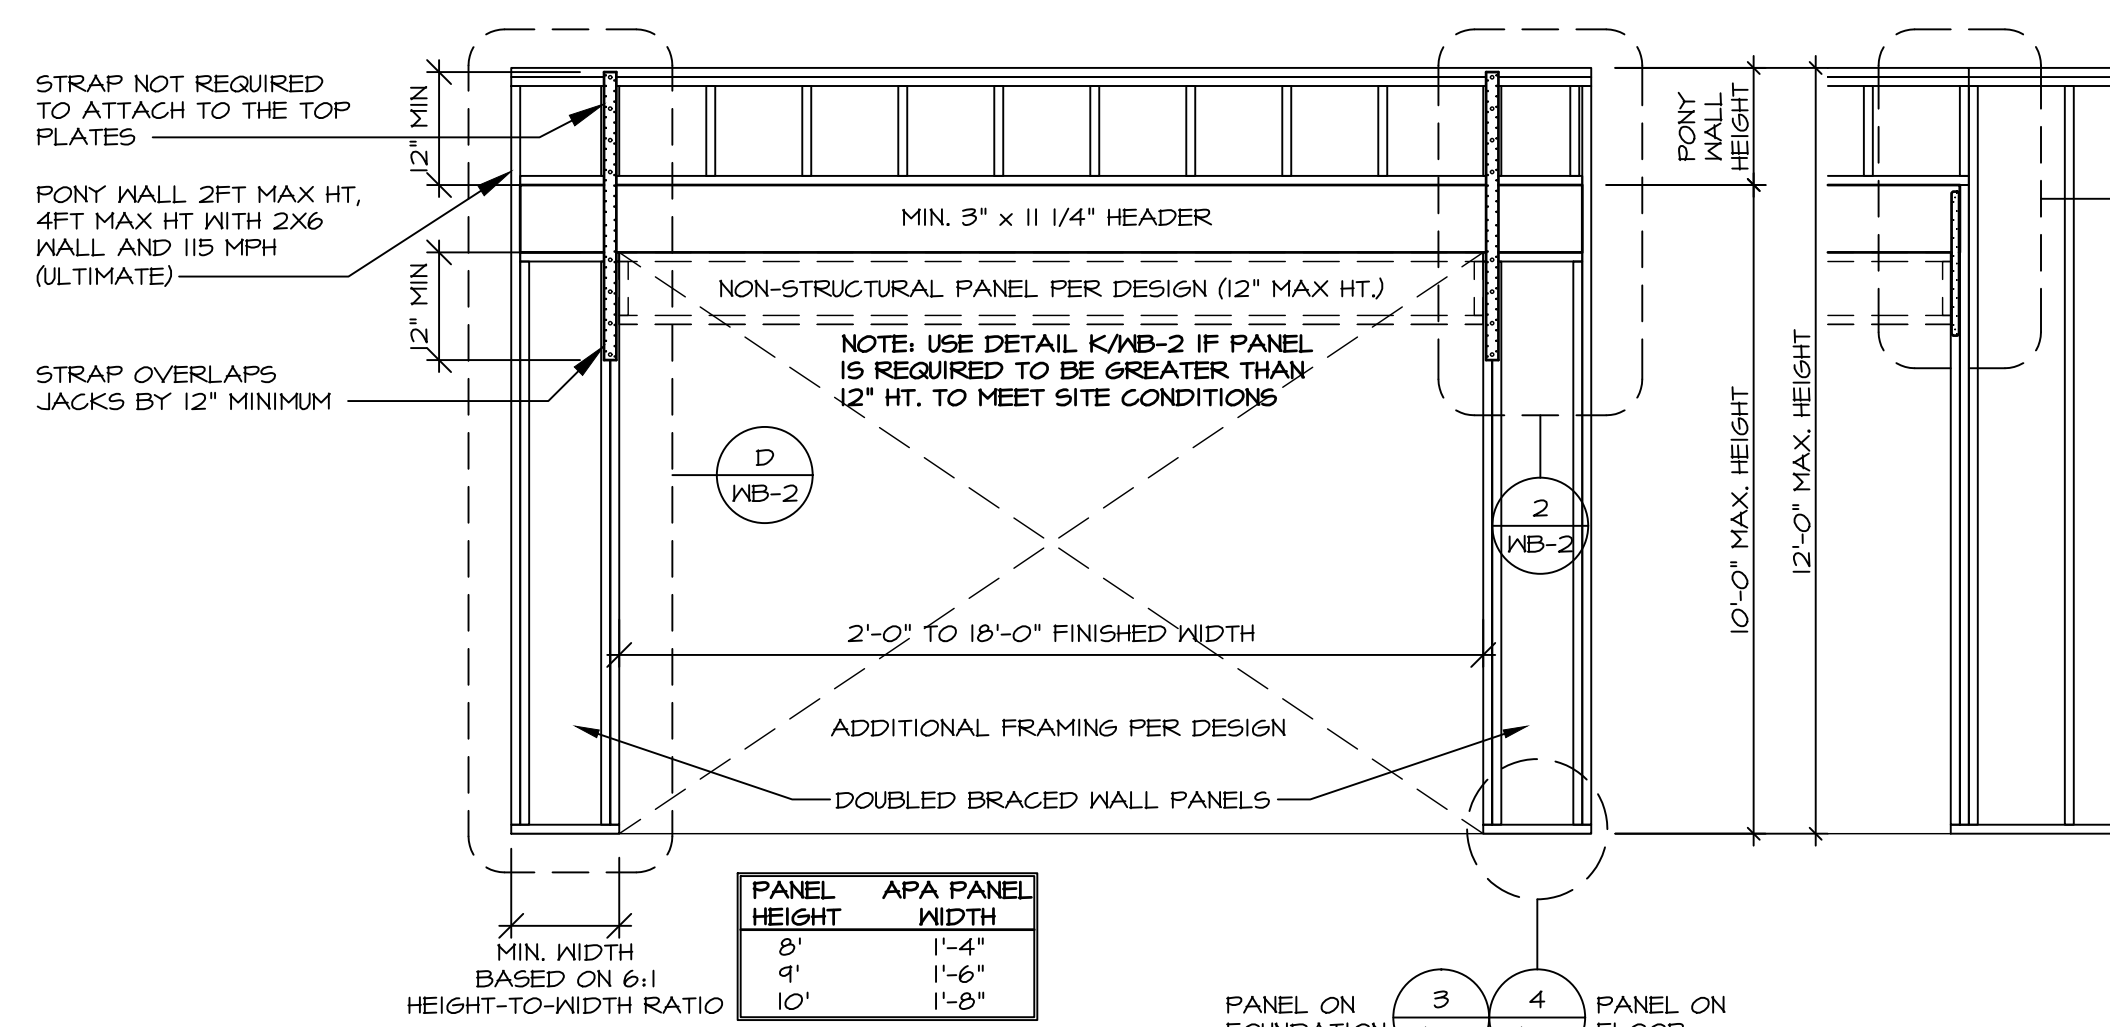 STRAP NOT REQUIRED
TO ATTACH TO THE TOP
PLATES
PONY WALL 2FT MAX HT,
4FT MAX HT WITH 2X6
WALL AND 115 MPH
(ULTIMATE)
STRAP OVERLAPS
JACKS BY 12" MINIMUM
12" MIN
12" MIN
MIN. 3" x 11 1/4" HEADER
NON-STRUCTURAL PANEL PER DESIGN (12" MAX HT.)
NOTE: USE DETAIL K/WB-2 IF PANEL
IS REQUIRED TO BE GREATER THAN
12" HT. TO MEET SITE CONDITIONS
D
WB-2
2
WB-2
PONY
WALL
HEIGHT
10'-0" MAX. HEIGHT
12'-0" MAX. HEIGHT
2'-0" TO 18'-0" FINISHED WIDTH
ADDITIONAL FRAMING PER DESIGN
DOUBLED BRACED WALL PANELS
MIN. WIDTH
BASED ON 6:1
HEIGHT-TO-WIDTH RATIO
PANEL HEIGHT APA PANEL WIDTH
8' 1'-4"
9' 1'-6"
10' 1'-8"
PANEL ON
FOUNDATION
3
4
PANEL ON
FLOOR